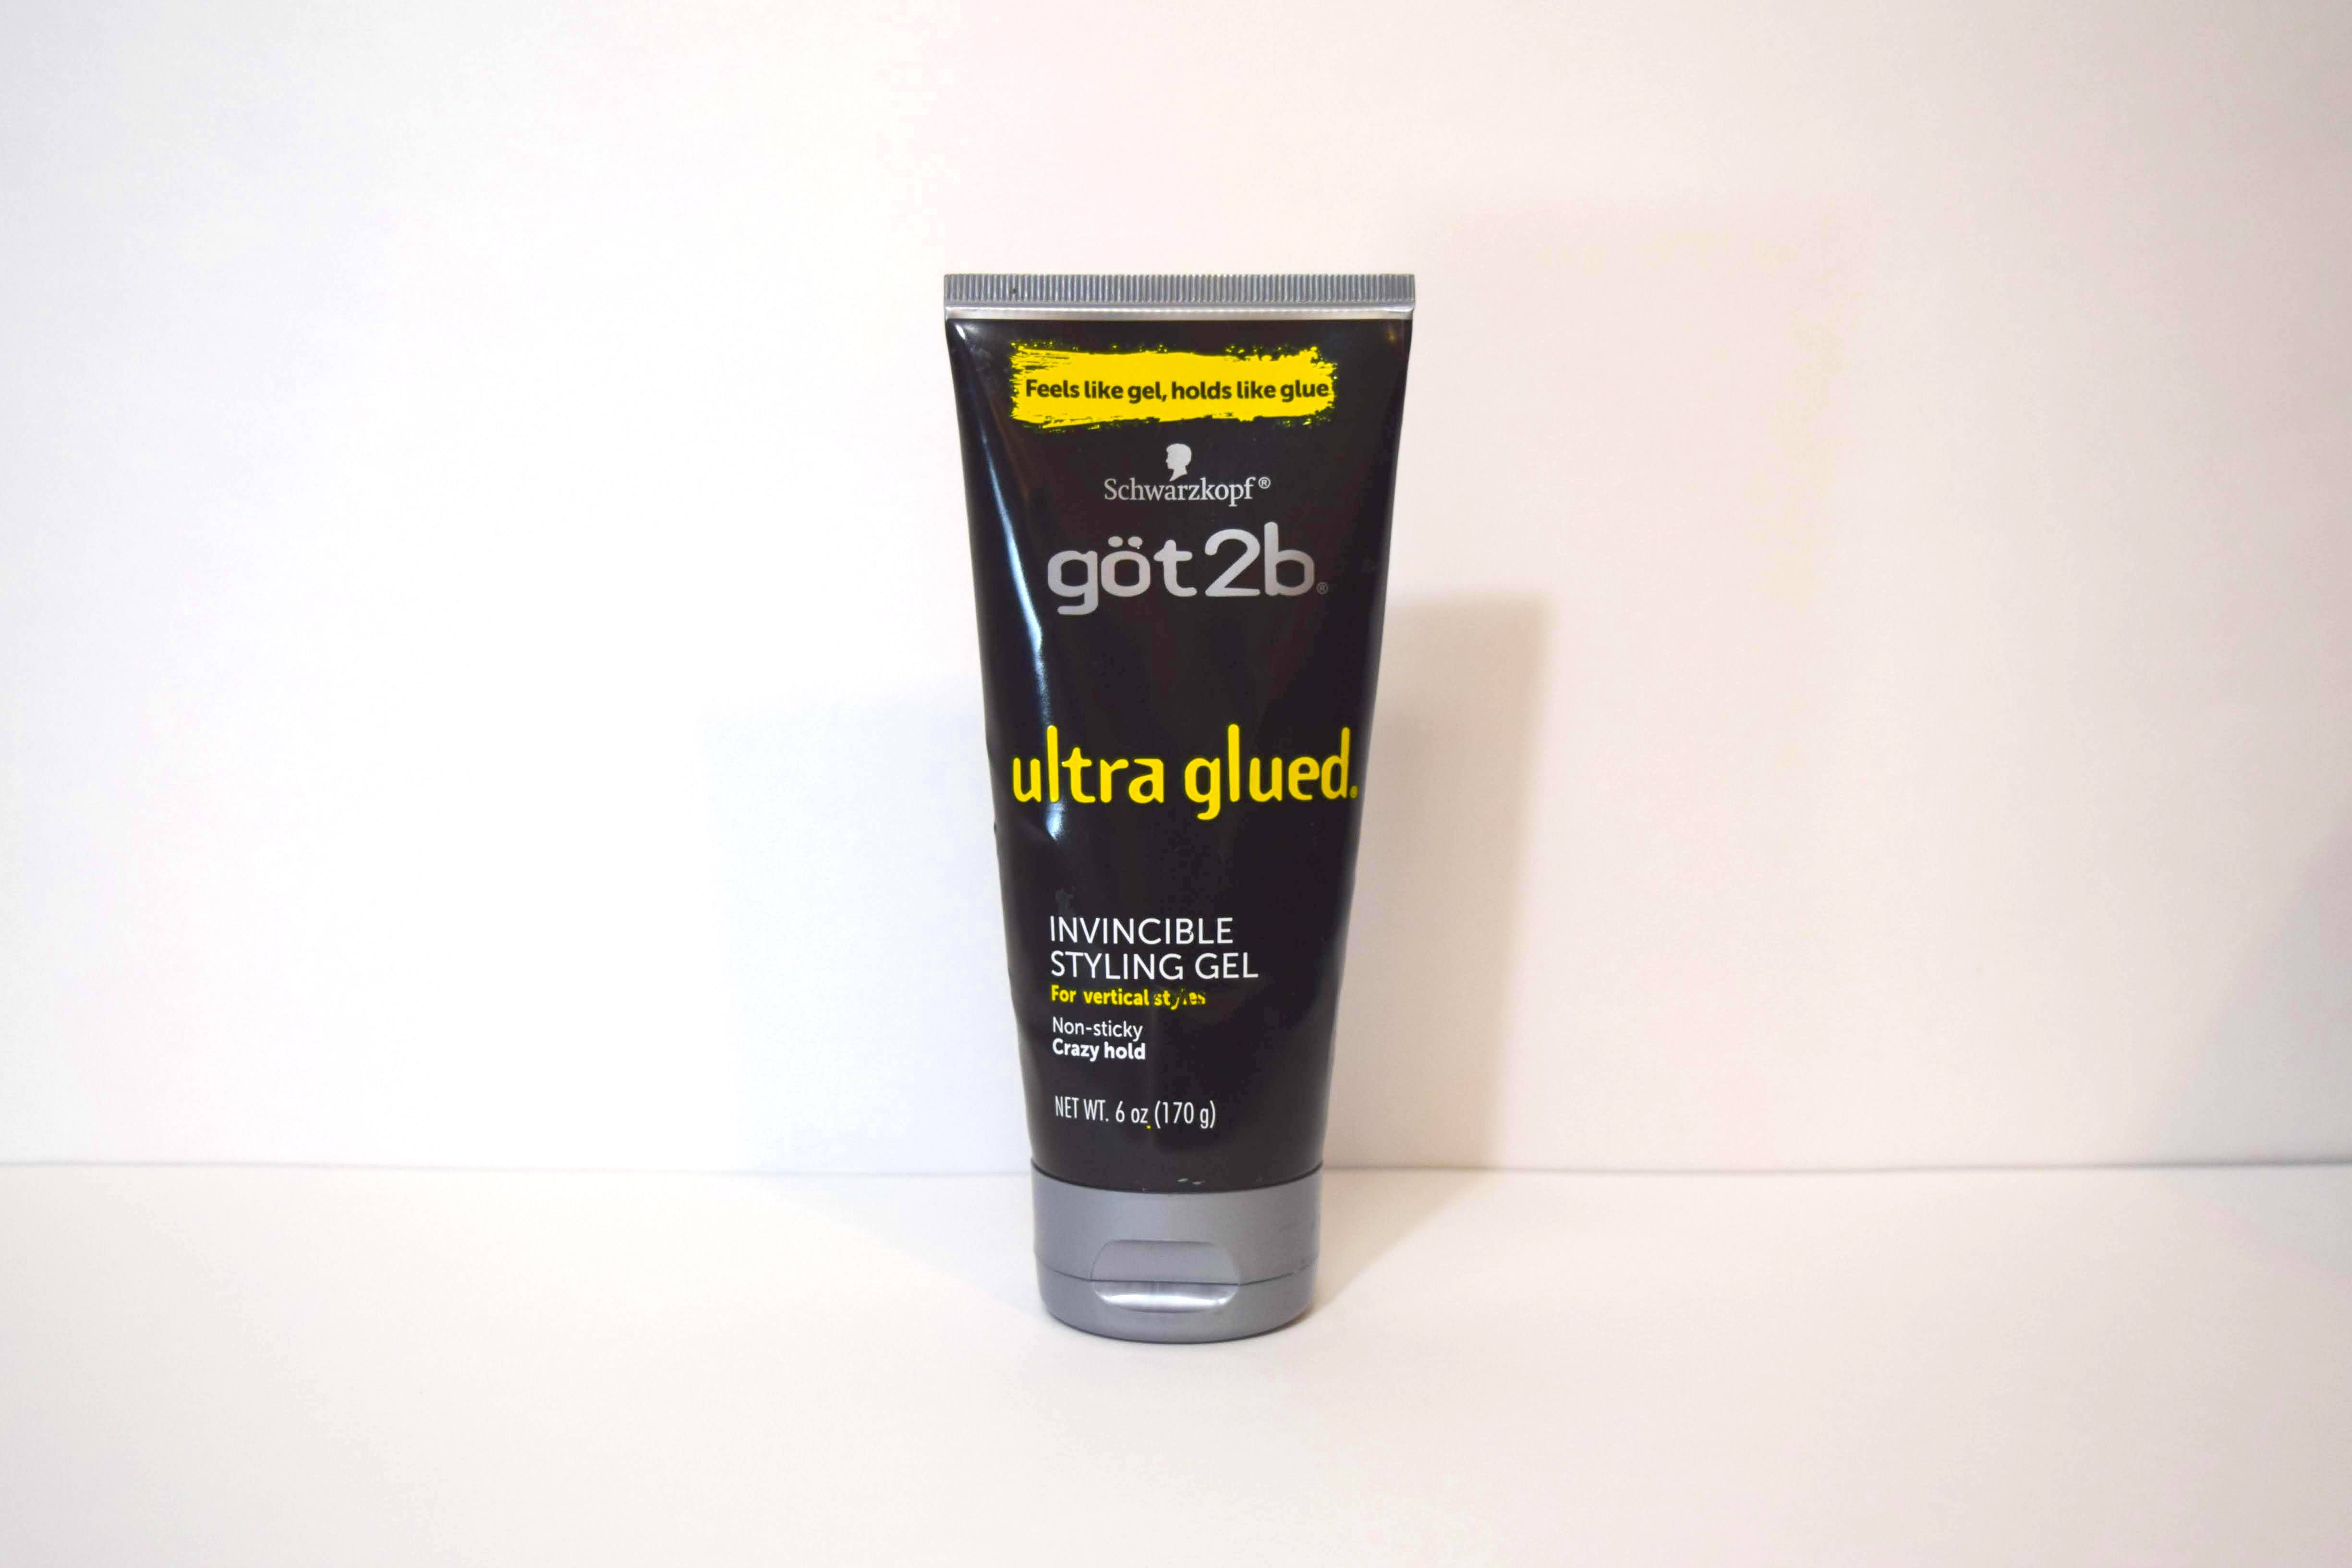 Feels like gel, holds like glue
Schwarzkopf®
göt2b®
ultra glued®
INVINCIBLE
STYLING GEL
For vertical styles
Non-sticky
Crazy hold
NET WT. 6 oz (170 g)